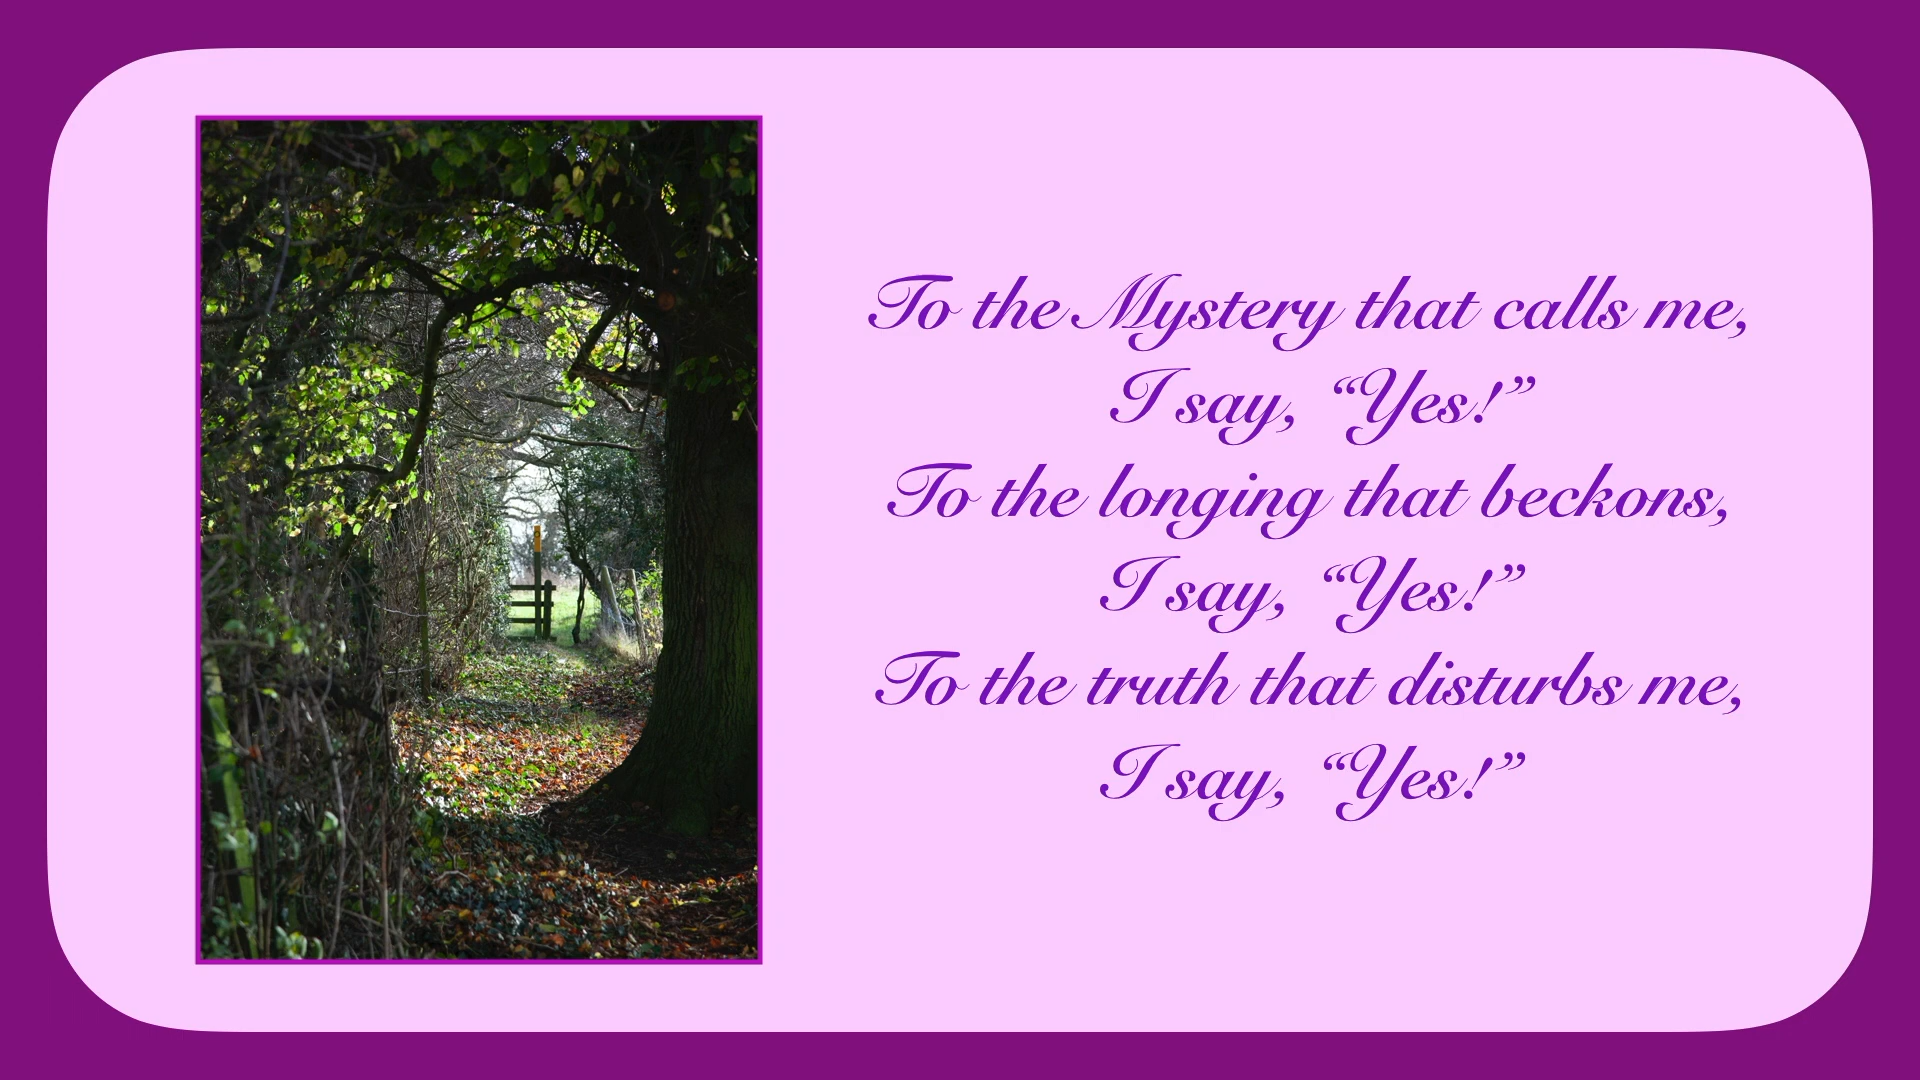 To the Mystery that calls me,
I say, “Yes!”
To the longing that beckons,
I say, “Yes!”
To the truth that disturbs me,
I say, “Yes!”